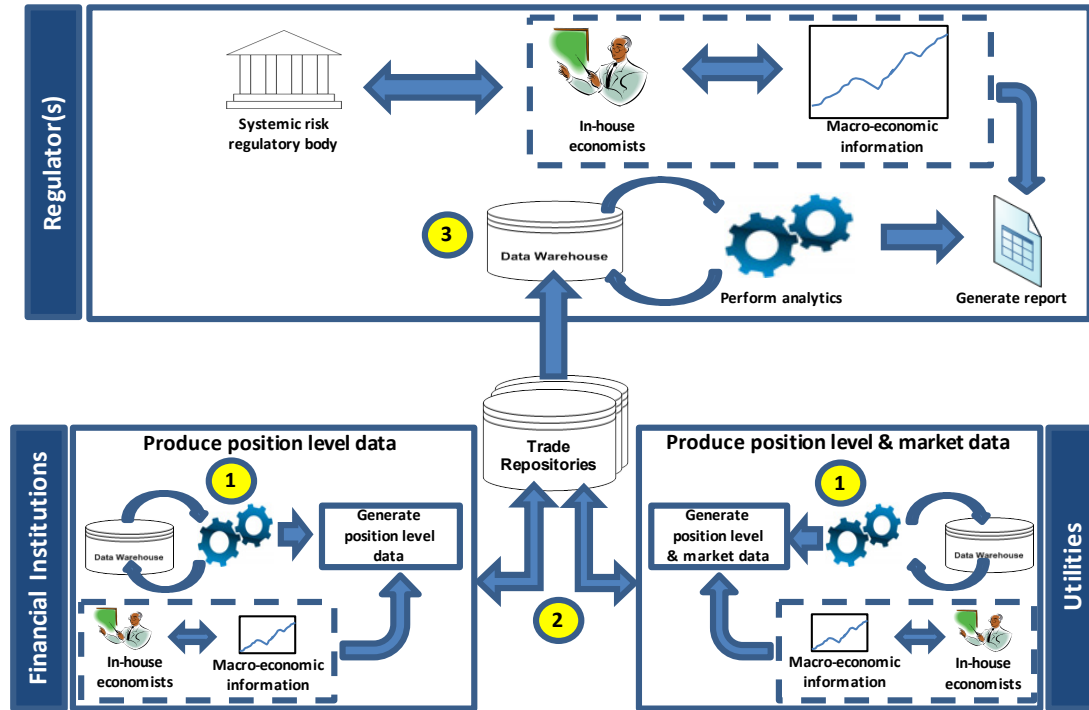 Regulator(s)
Systemic risk
regulatory body
In-house
economists
Macro-economic
information
3
Data Warehouse
Perform analytics
Generate report
Trade
Repositories
Financial Institutions
Produce position level data
1
Data Warehouse
Generate
position level
data
In-house
economists
Macro-economic
information
2
Produce position level & market data
1
Generate
position level
& market data
Data Warehouse
Macro-economic
information
In-house
economists
Utilities